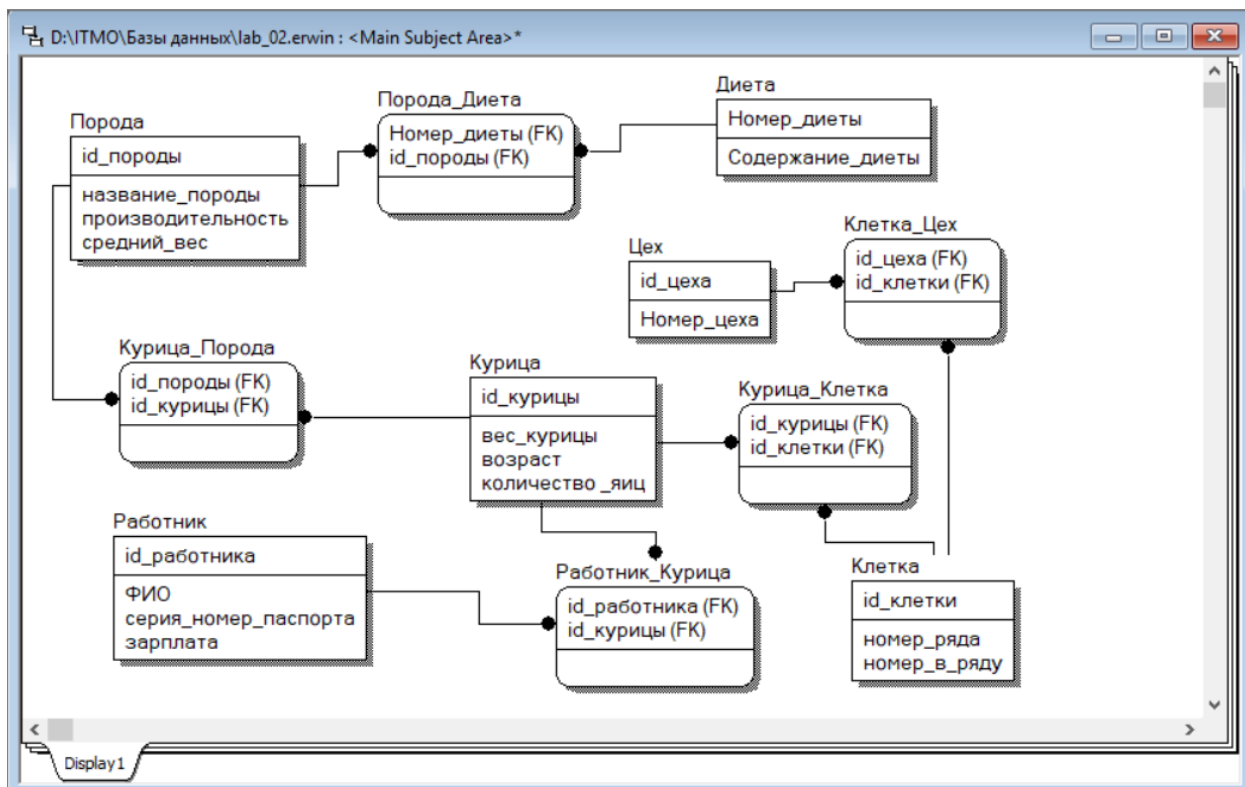 D:\ITMO\Базы данных\lab_02.erwin : <Main Subject Area>*
Порода
id_породы
название_породы
производительность
средний_вес
Порода_Диета
Номер_диеты (FK)
id_породы (FK)
Диета
Номер_диеты
Содержание_диеты
Цех
id_цеха
Номер_цеха
Клетка_Цех
id_цеха (FK)
id_клетки (FK)
Курица_Порода
id_породы (FK)
id_курицы (FK)
Курица
id_курицы
вес_курицы
возраст
количество _яиц
Курица_Клетка
id_курицы (FK)
id_клетки (FK)
Работник
id_работника
ФИО
серия_номер_паспорта
зарплата
Работник_Курица
id_работника (FK)
id_курицы (FK)
Клетка
id_клетки
номер_ряда
номер_в_ряду
Display1